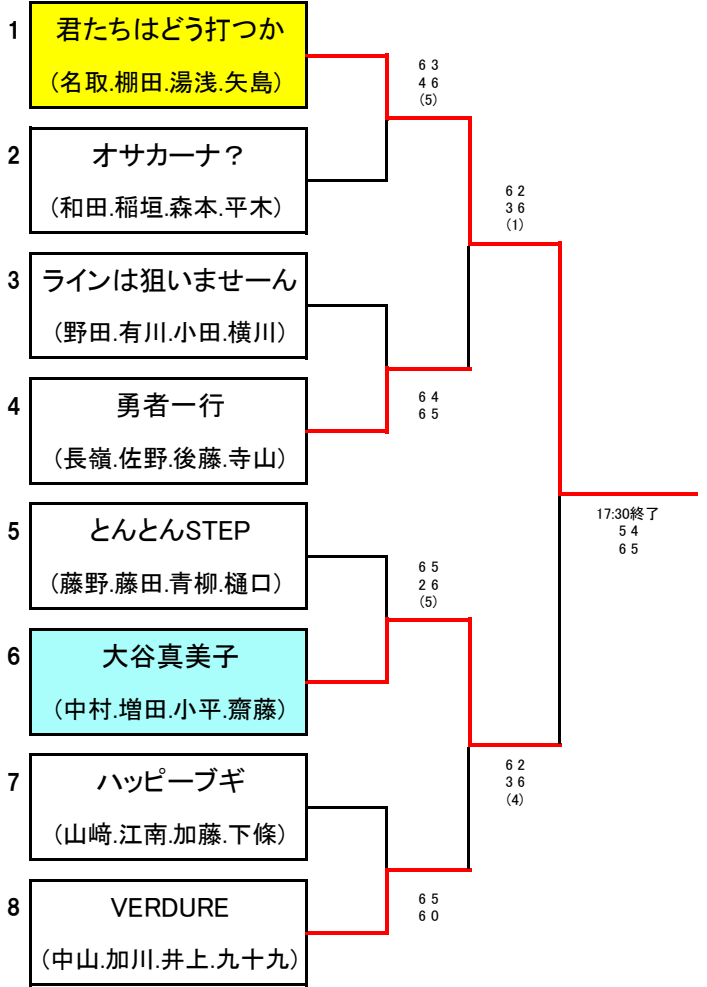 1
君たちはどう打つか
(名取.棚田.湯浅.矢島)
2
オサカーナ？
(和田.稲垣.森本.平木)
3
ラインは狙いませーん
(野田.有川.小田.横川)
4
勇者一行
(長嶺.佐野.後藤.寺山)
5
とんとんSTEP
(藤野.藤田.青柳.樋口)
6
大谷真美子
(中村.増田.小平.齋藤)
7
ハッピーブギ
(山﨑.江南.加藤.下條)
8
VERDURE
(中山.加川.井上.九十九)
6 3
4 6
(5)
6 4
6 5
6 5
2 6
(5)
6 5
6 0
6 2
3 6
(1)
6 2
3 6
(4)
17:30終了
5 4
6 5